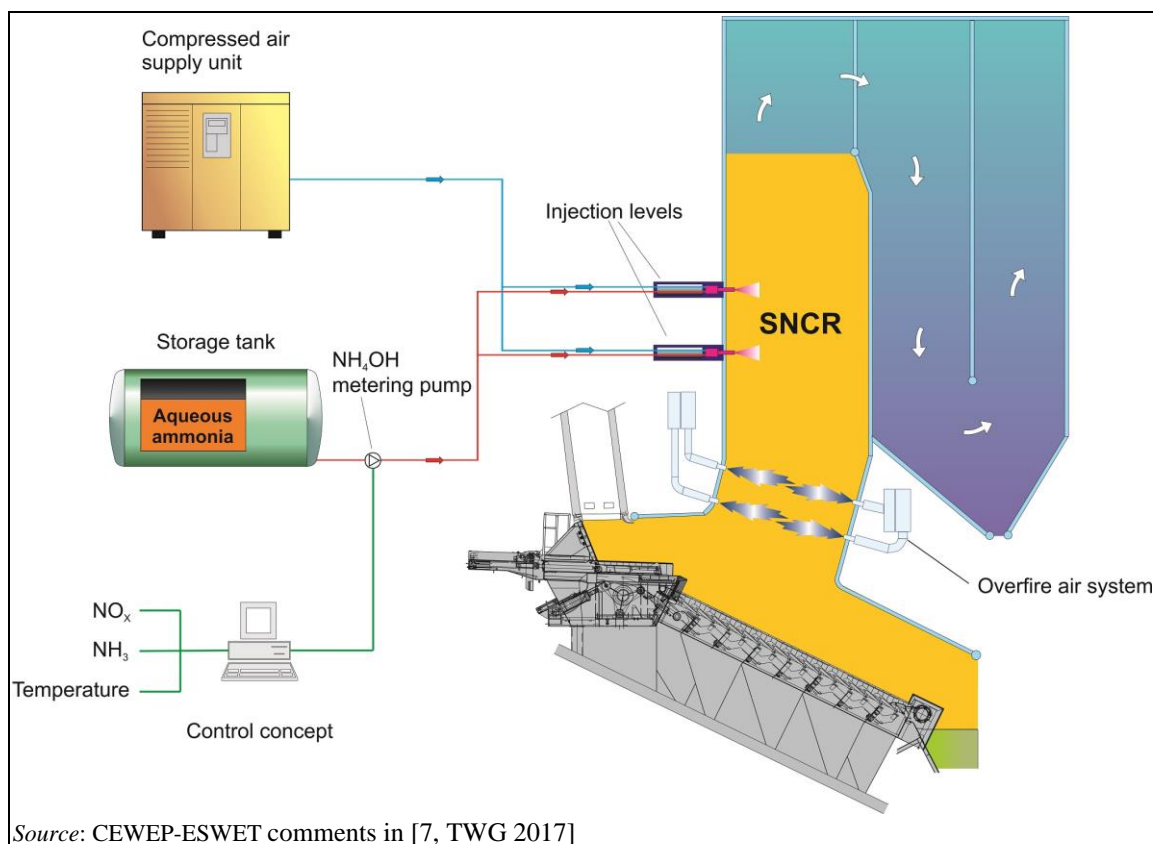 Compressed air
supply unit
Injection levels
SNCR
Storage tank
NH₄OH
metering pump
Aqueous
ammonia
Overfire air system
NOₓ
NH₃
Temperature
Control concept
Source: CEWEP-ESWET comments in [7, TWG 2017]